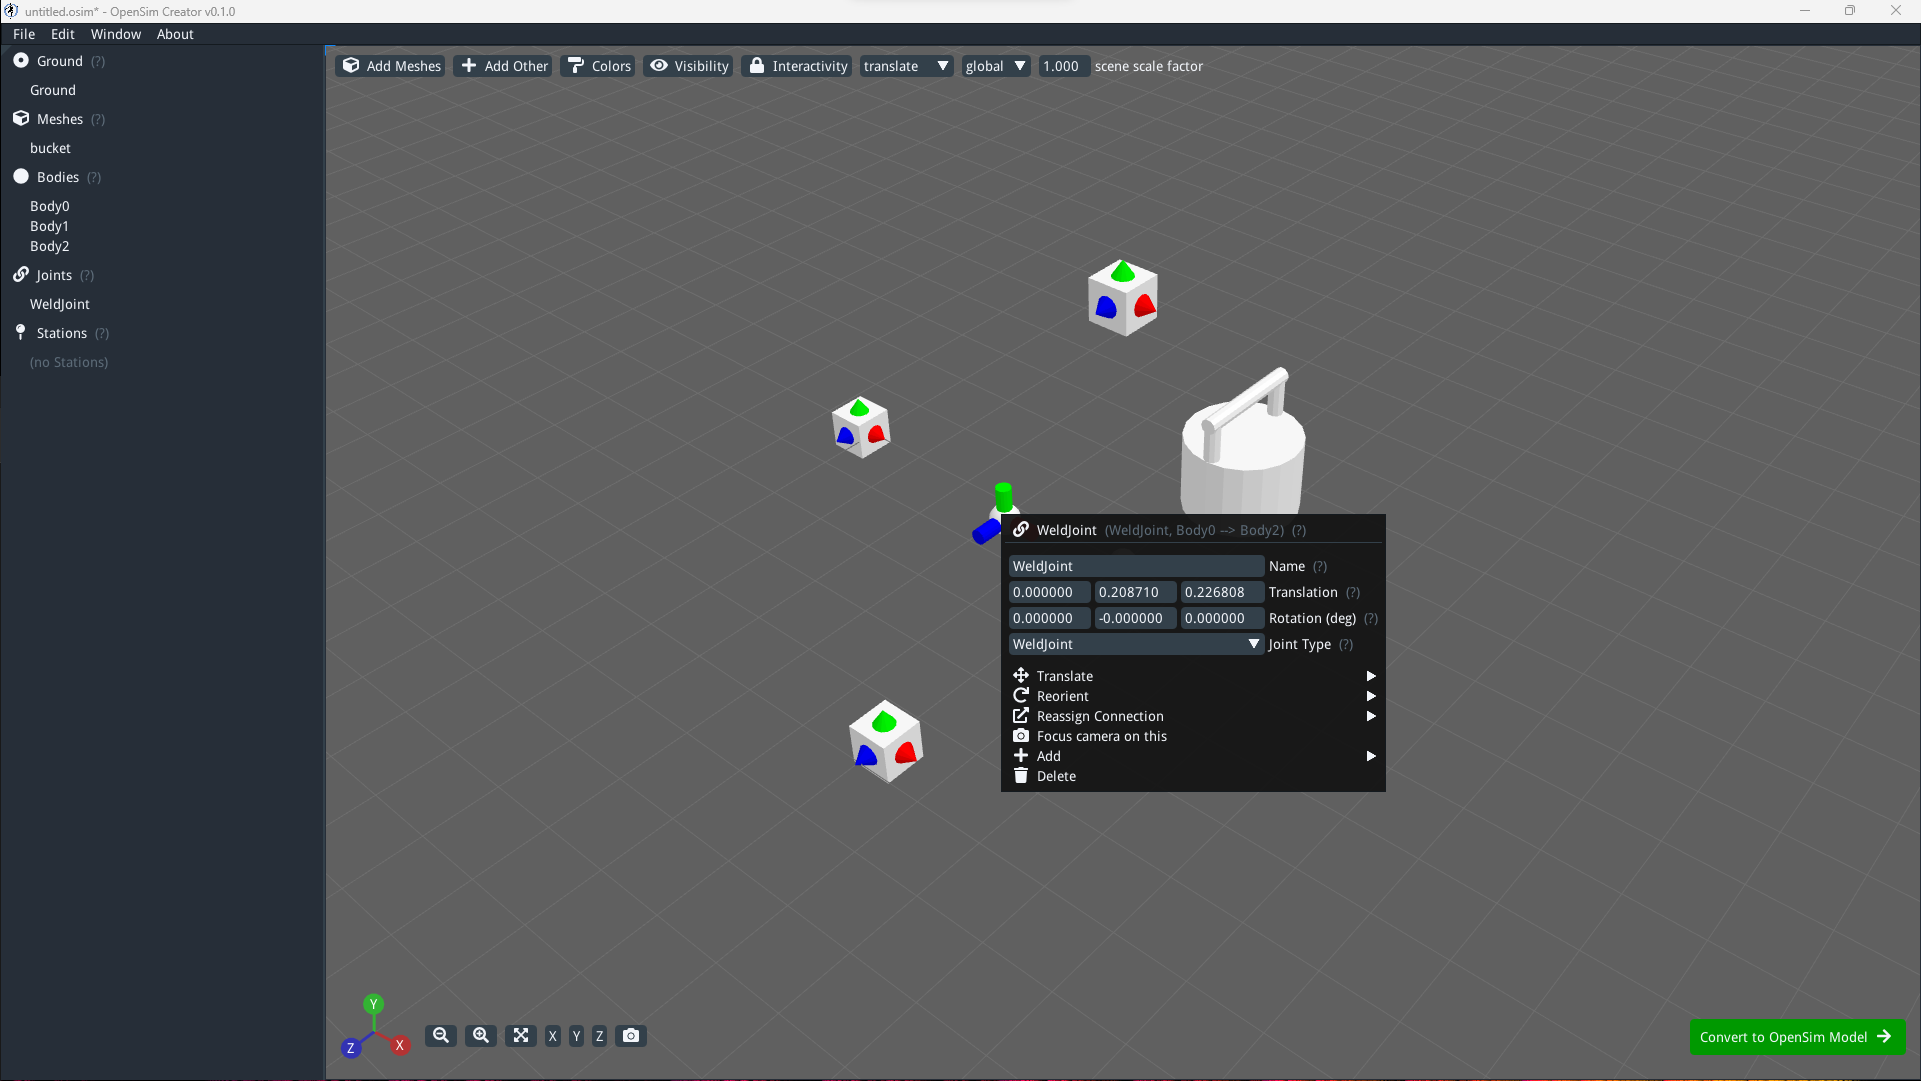 untitled.osim* - OpenSim Creator v0.1.0
File Edit Window About
Ground (?)
Ground
Meshes (?)
bucket
Bodies (?)
Body0
Body1
Body2
Joints (?)
WeldJoint
Stations (?)
(no Stations)
Add Meshes Add Other Colors Visibility Interactivity translate global 1.000 scene scale factor
WeldJoint (WeldJoint, Body0 --> Body2) (?)
WeldJoint Name (?)
0.000000 0.208710 0.226808 Translation (?)
0.000000 -0.000000 0.000000 Rotation (deg) (?)
WeldJoint Joint Type (?)
Translate
Reorient
Reassign Connection
Focus camera on this
Add
Delete
Y
Z X
X Y Z
Convert to OpenSim Model